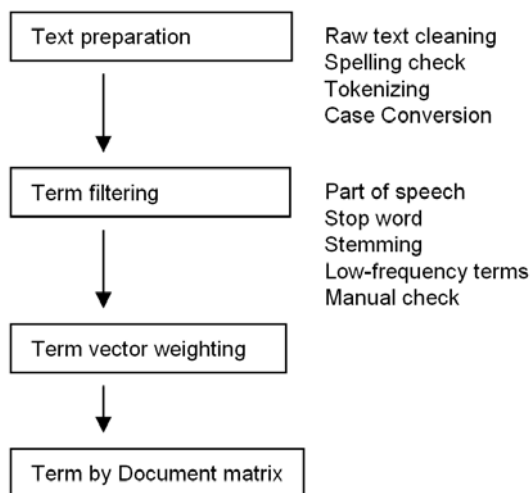 Text preparation
Raw text cleaning
Spelling check
Tokenizing
Case Conversion
Term filtering
Part of speech
Stop word
Stemming
Low-frequency terms
Manual check
Term vector weighting
Term by Document matrix